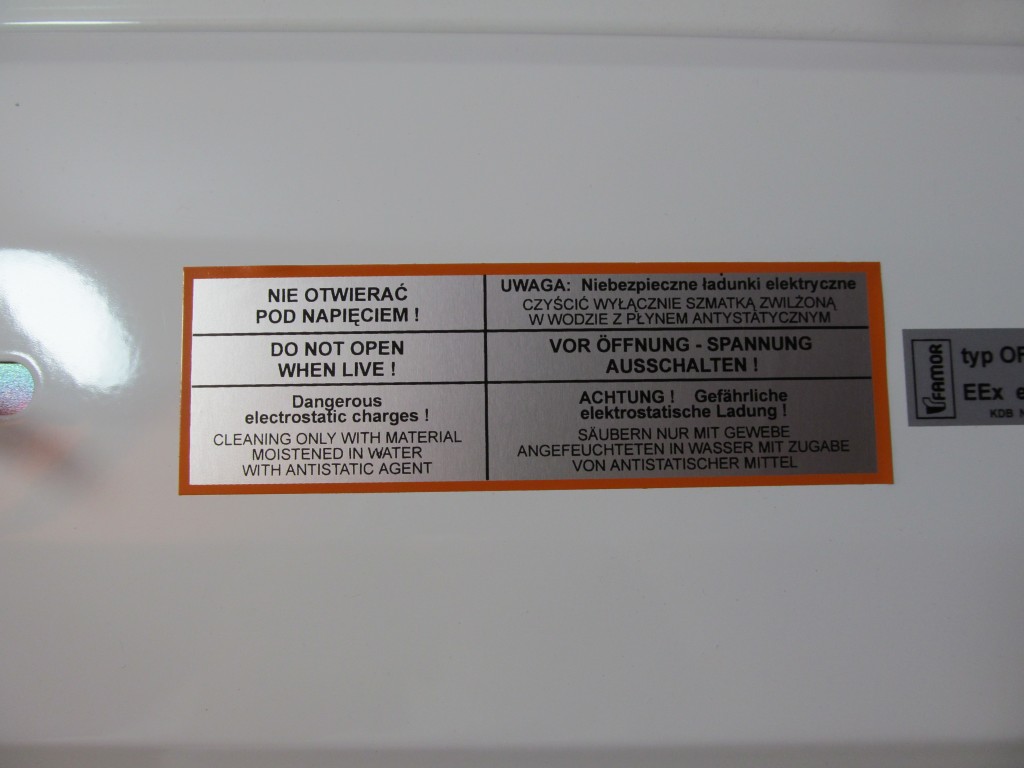 NIE OTWIERAĆ
POD NAPIĘCIEM !
UWAGA: Niebezpieczne ładunki elektryczne
CZYŚCIĆ WYŁĄCZNIE SZMATKĄ ZWILŻONĄ
W WODZIE Z PŁYNEM ANTYSTATYCZNYM
DO NOT OPEN
WHEN LIVE !
VOR ÖFFNUNG - SPANNUNG
AUSSCHALTEN !
Dangerous
electrostatic charges !
CLEANING ONLY WITH MATERIAL
MOISTENED IN WATER
WITH ANTISTATIC AGENT
ACHTUNG ! Gefährliche
elektrostatische Ladung !
SÄUBERN NUR MIT GEWEBE
ANGEFEUCHTETEN IN WASSER MIT ZUGABE
VON ANTISTATISCHER MITTEL
FAMOR
typ
EEx e
KDB